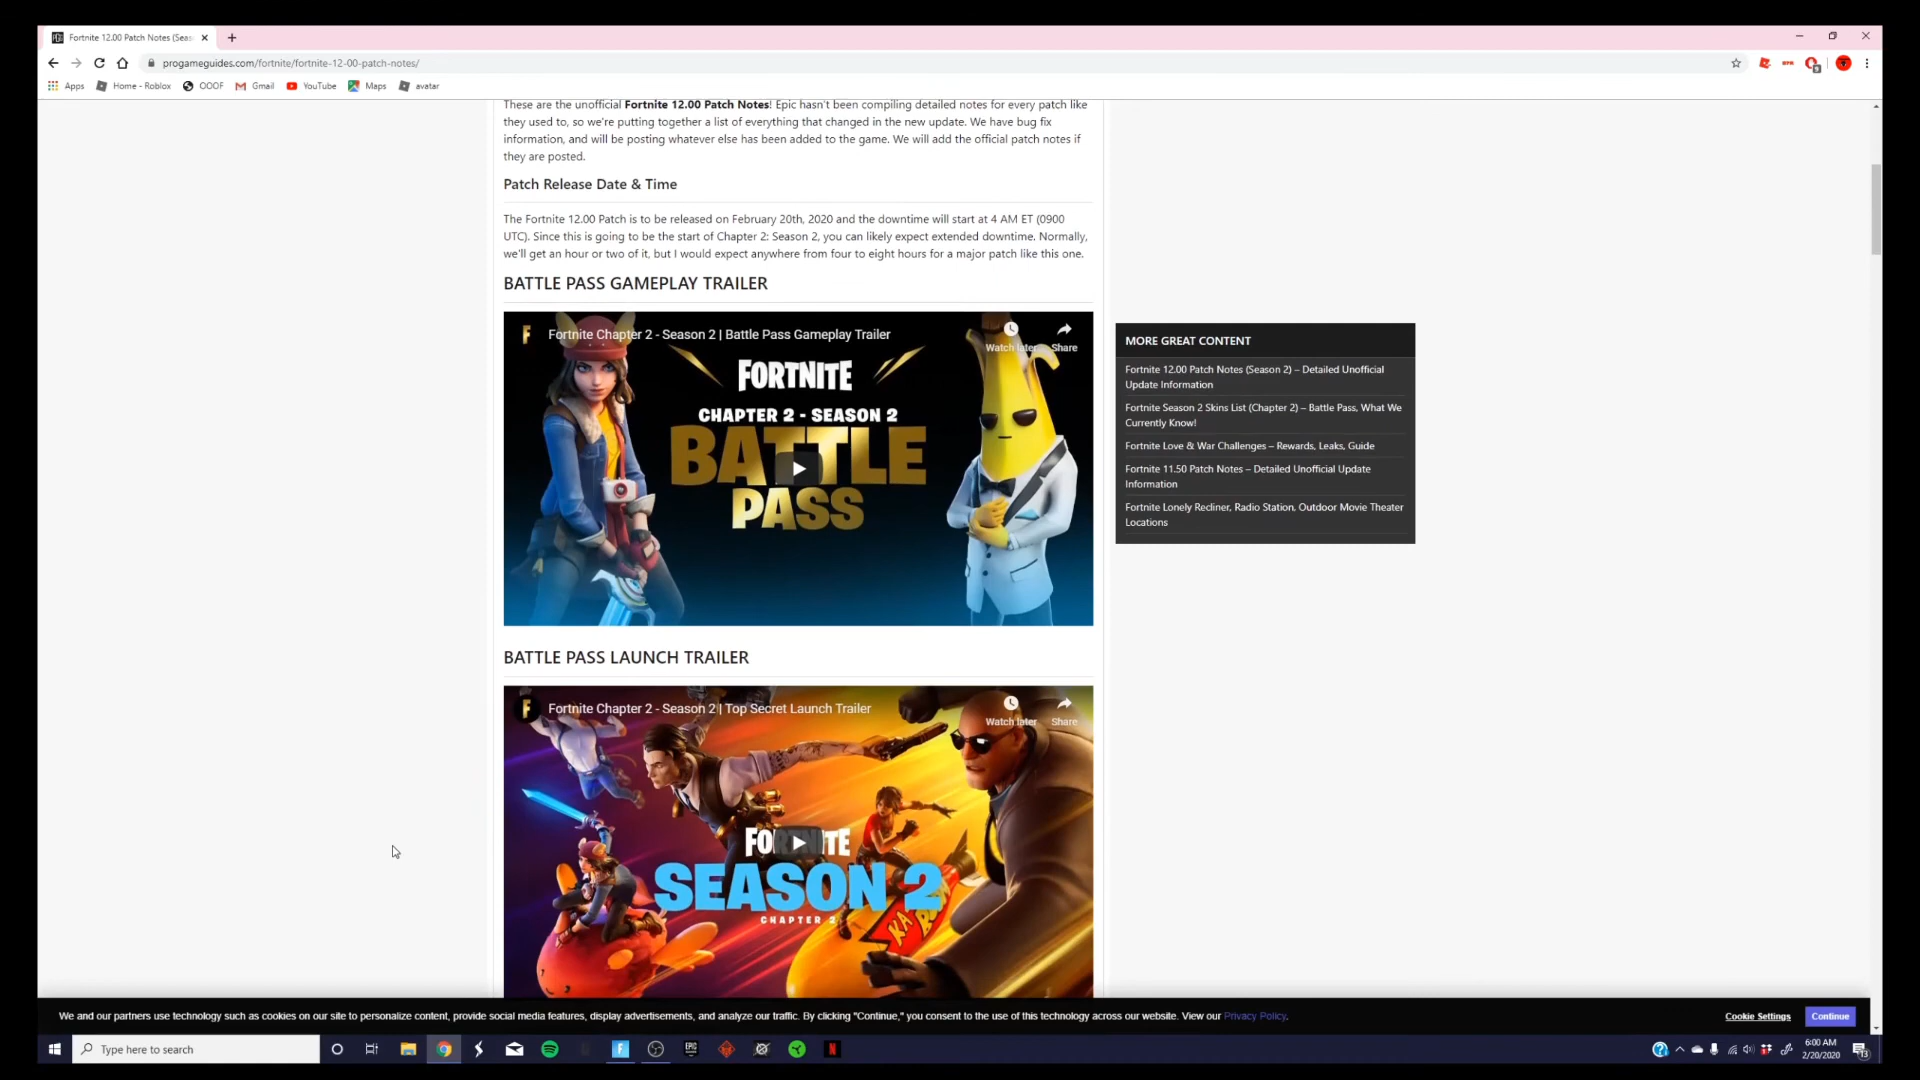 Fortnite 12.00 Patch Notes (Seas
progameguides.com/fortnite/fortnite-12-00-patch-notes/
Apps
Home - Roblox
OOOF
Gmail
YouTube
Maps
avatar
These are the unofficial Fortnite 12.00 Patch Notes! Epic hasn't been compiling detailed notes for every patch like
they used to, so we're putting together a list of everything that changed in the new update. We have bug fix
information, and will be posting whatever else has been added to the game. We will add the official patch notes if
they are posted.
Patch Release Date & Time
The Fortnite 12.00 Patch is to be released on February 20th, 2020 and the downtime will start at 4 AM ET (0900
UTC). Since this is going to be the start of Chapter 2: Season 2, you can likely expect extended downtime. Normally,
we'll get an hour or two of it, but I would expect anywhere from four to eight hours for a major patch like this one.
BATTLE PASS GAMEPLAY TRAILER
Fortnite Chapter 2 - Season 2 | Battle Pass Gameplay Trailer
Watch later
Share
FORTNITE
CHAPTER 2 - SEASON 2
BATTLE
PASS
MORE GREAT CONTENT
Fortnite 12.00 Patch Notes (Season 2) – Detailed Unofficial
Update Information
Fortnite Season 2 Skins List (Chapter 2) – Battle Pass, What We
Currently Know!
Fortnite Love & War Challenges – Rewards, Leaks, Guide
Fortnite 11.50 Patch Notes – Detailed Unofficial Update
Information
Fortnite Lonely Recliner, Radio Station, Outdoor Movie Theater
Locations
BATTLE PASS LAUNCH TRAILER
Fortnite Chapter 2 - Season 2 | Top Secret Launch Trailer
Watch later
Share
FORTNITE
SEASON 2
CHAPTER 2
We and our partners use technology such as cookies on our site to personalize content, provide social media features, display advertisements, and analyze our traffic. By clicking "Continue," you consent to the use of this technology across our website. View our Privacy Policy.
Cookie Settings
Continue
Type here to search
EPIC
6:00 AM
2/20/2020